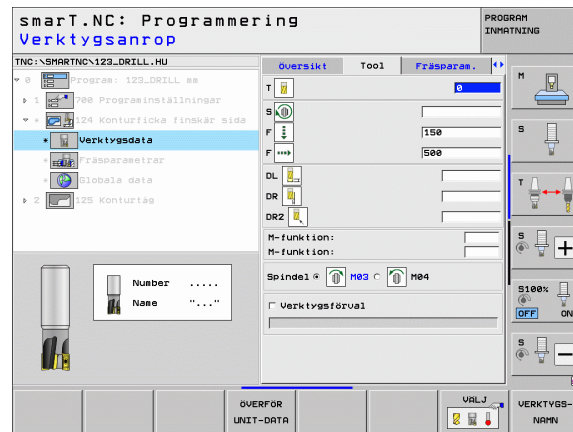 smarT.NC: Programmering
Verktygsanrop
PROGRAM
INMATNING
TNC:\SMARTNC\123_DRILL.HU
0 Program: 123_DRILL mm
1 700 Programinställningar
* 124 Konturficka finskär sida
* Verktygsdata
* Fräsparametrar
* Globala data
2 125 Konturtåg
Översikt Tool Fräsparam.
T 0
S
F 150
F 500
DL
DR
DR2
M-funktion:
M-funktion:
Spindel M03 M04
Verktygsförval
Number .....
Name "..."
M
S
T
S
S100%
OFF ON
S
ÖVERFÖR
UNIT-DATA
VÄLJ
VERKTYGS-
NAMN